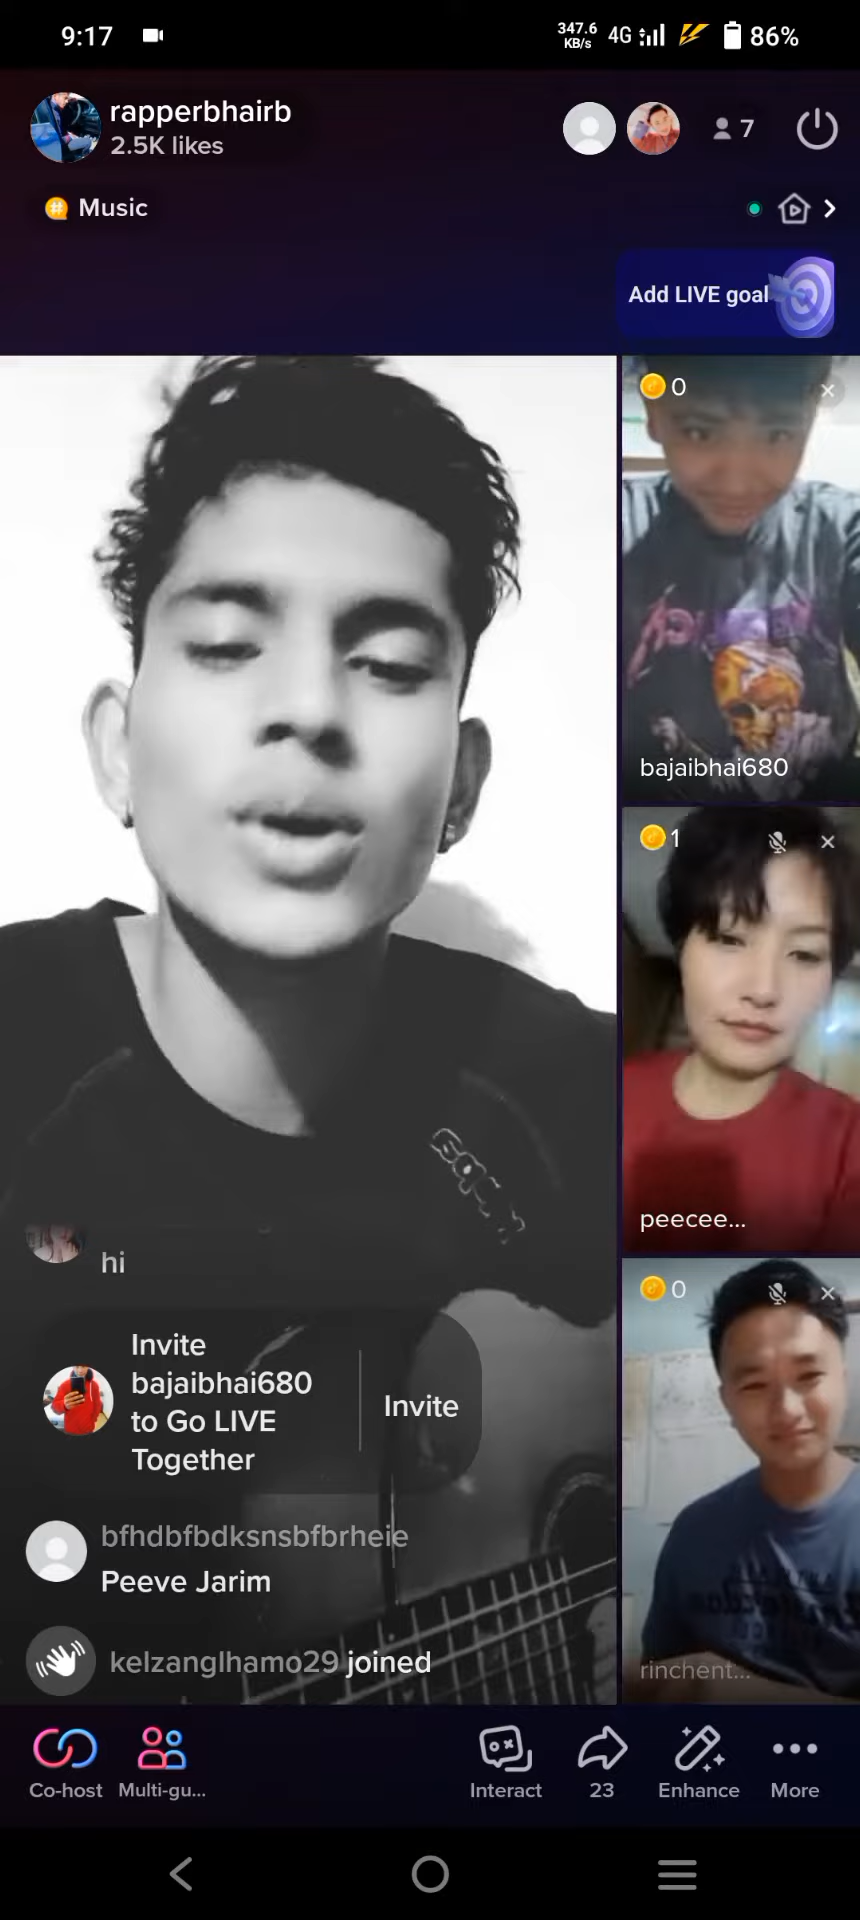 9:17
347.6
KB/s
4G
86%
rapperbhairb
2.5K likes
7
Music
Add LIVE goal
0
bajaibhai680
1
peecee...
0
rinchent...
hi
Invite
bajaibhai680
to Go LIVE
Together
Invite
bfhdbfbdksnsbfbrheie
Peeve Jarim
kelzanglhamo29 joined
Co-host
Multi-gu...
Interact
23
Enhance
More